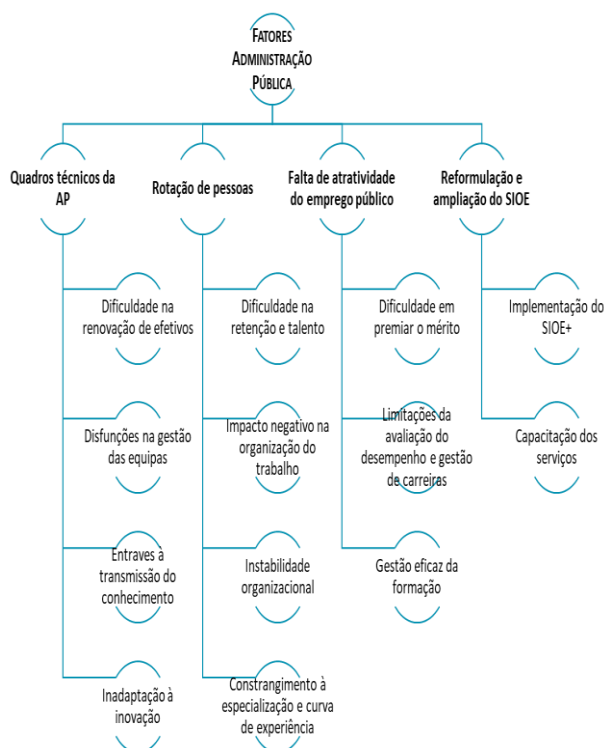 FATORES
ADMINISTRAÇÃO
PÚBLICA
Quadros técnicos da
AP
Rotação de pessoas
Falta de atratividade
do emprego público
Reformulação e
ampliação do SIOE
Dificuldade na
renovação de efetivos
Disfunções na gestão
das equipas
Entraves à
transmissão do
conhecimento
Inadaptação à
inovação
Dificuldade na
retenção e talento
Impacto negativo na
organização do
trabalho
Instabilidade
organizacional
Constrangimento à
especialização e curva
de experiência
Dificuldade em
premiar o mérito
Limitações da
avaliação do
desempenho e gestão
de carreiras
Gestão eficaz da
formação
Implementação do
SIOE+
Capacitação dos
serviços